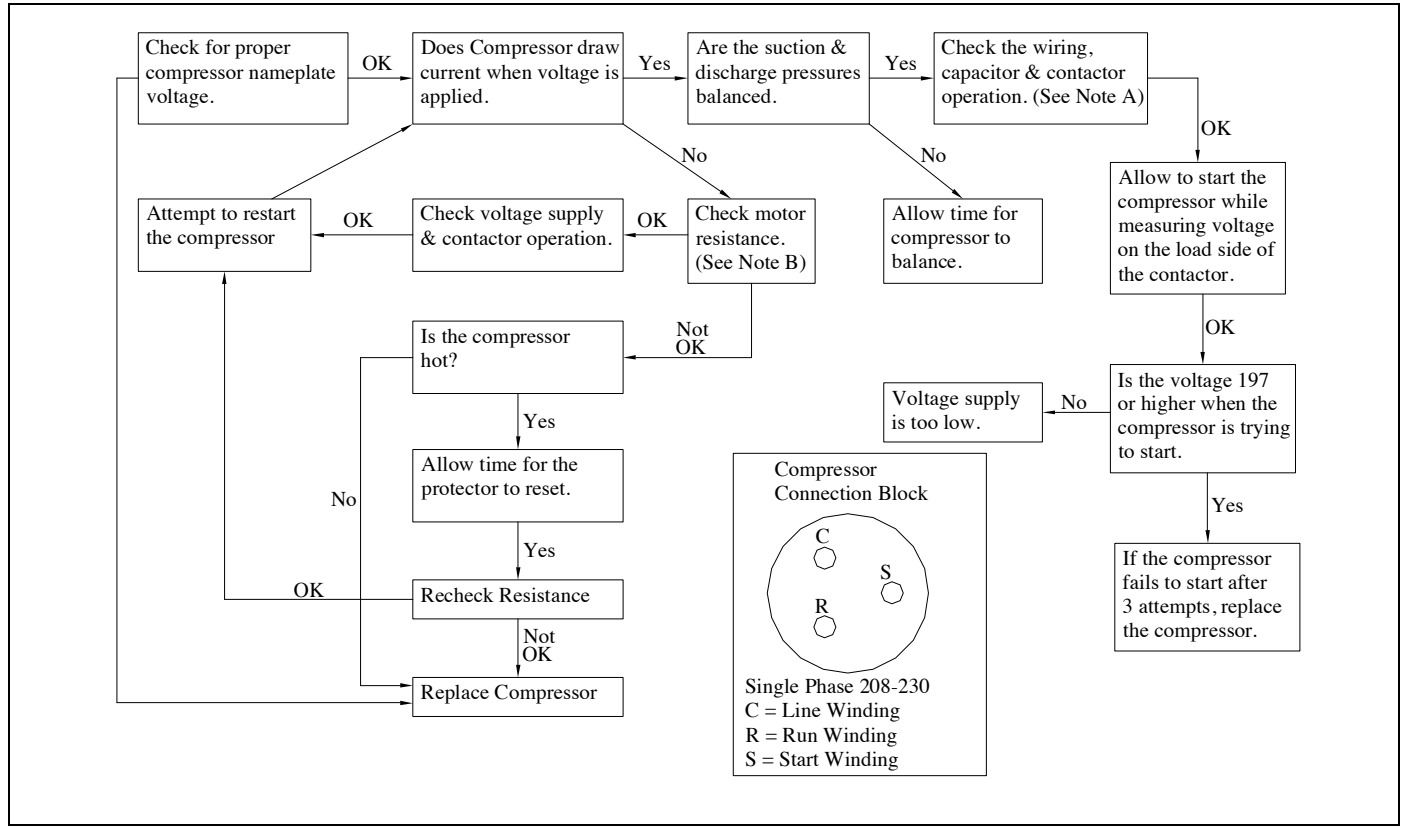 Check for proper
compressor nameplate
voltage.
OK
Does Compressor draw
current when voltage is
applied.
Yes
Are the suction &
discharge pressures
balanced.
Yes
Check the wiring,
capacitor & contactor
operation. (See Note A)
OK
No
No
Attempt to restart
the compressor
OK
Check voltage supply
& contactor operation.
OK
Check motor
resistance.
(See Note B)
Allow time for
compressor to
balance.
Allow to start the
compressor while
measuring voltage
on the load side of
the contactor.
OK
Is the compressor
hot?
Not
OK
Yes
No
Voltage supply
is too low.
No
Is the voltage 197
or higher when the
compressor is trying
to start.
Yes
Allow time for the
protector to reset.
Yes
Recheck Resistance
OK
Not
OK
Replace Compressor
If the compressor
fails to start after
3 attempts, replace
the compressor.
Compressor
Connection Block
C
S
R
Single Phase 208-230
C = Line Winding
R = Run Winding
S = Start Winding